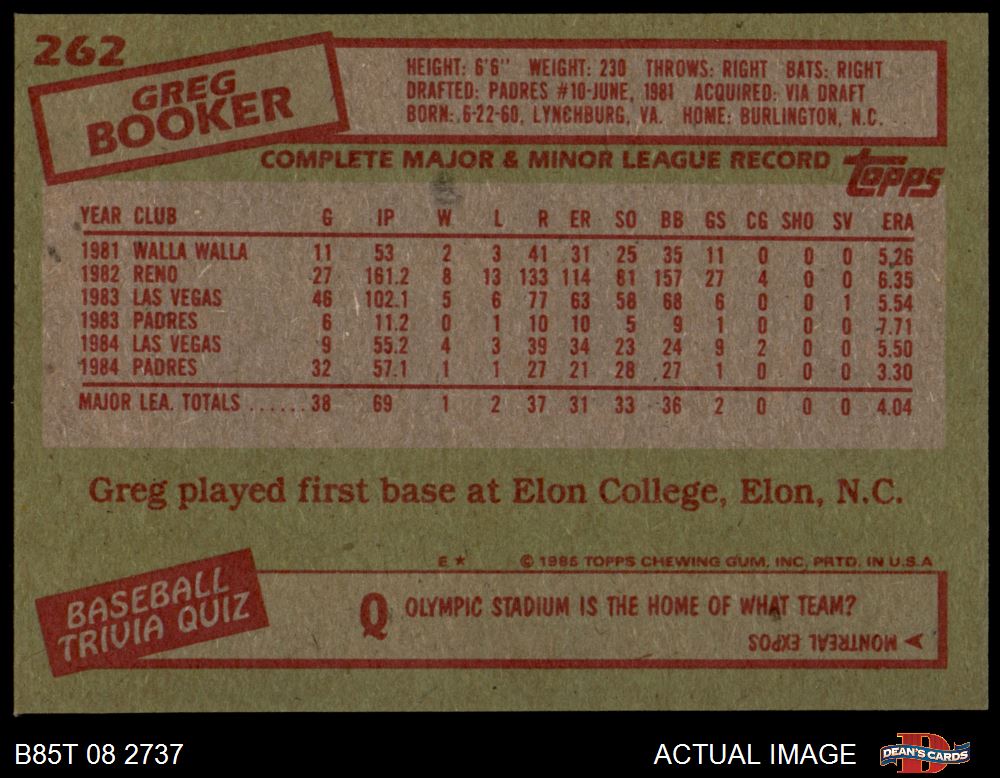 262
GREG
BOOKER
HEIGHT: 6'6" WEIGHT: 230 THROWS: RIGHT BATS: RIGHT
DRAFTED: PADRES #10-JUNE, 1981 ACQUIRED: VIA DRAFT
BORN: 6-22-60, LYNCHBURG, VA. HOME: BURLINGTON, N.C.
COMPLETE MAJOR & MINOR LEAGUE RECORD
TOPPS
YEAR CLUB G IP W L R ER SO BB GS CG SHO SV ERA
1981 WALLA WALLA 11 53 2 3 41 31 25 35 11 0 0 0 5.26
1982 RENO 27 161.2 8 13 133 114 81 157 27 4 0 0 6.35
1983 LAS VEGAS 46 102.1 5 6 77 63 58 68 6 0 0 1 5.54
1983 PADRES 6 11.2 0 1 10 10 5 9 1 0 0 0 7.71
1984 LAS VEGAS 9 55.2 4 3 39 34 23 24 9 2 0 0 5.50
1984 PADRES 32 57.1 1 1 27 21 28 27 1 0 0 0 3.30
MAJOR LEA. TOTALS ...... 38 69 1 2 37 31 33 36 2 0 0 0 4.04
Greg played first base at Elon College, Elon, N.C.
E ★ © 1985 TOPPS CHEWING GUM, INC. PRTD. IN U.S.A
BASEBALL
TRIVIA QUIZ
Q OLYMPIC STADIUM IS THE HOME OF WHAT TEAM?
➤ MONTREAL EXPOS
B85T 08 2737
ACTUAL IMAGE
D
DEAN'S CARDS